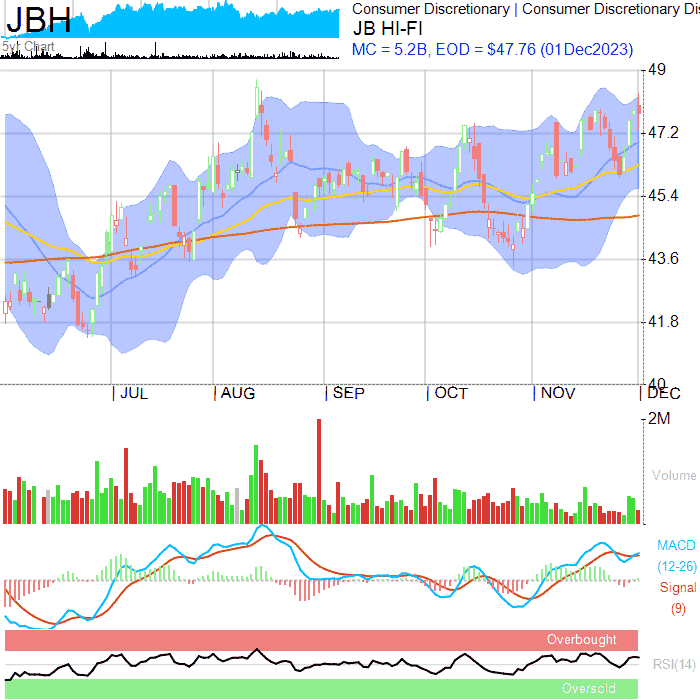 JBH
5yr Chart
Consumer Discretionary | Consumer Discretionary Dis
JB HI-FI
MC = 5.2B, EOD = $47.76 (01Dec2023)
49
47.2
45.4
43.6
41.8
40
JUL AUG SEP OCT NOV DEC
2M
Volume
MACD
(12-26)
Signal
(9)
Overbought
RSI(14)
Oversold